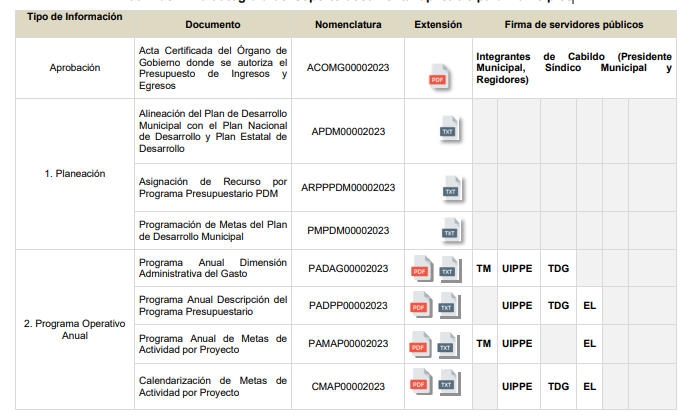 Tipo de Información
Documento
Nomenclatura
Extensión
Firma de servidores públicos
Aprobación
Acta Certificada del Órgano de
Gobierno donde se autoriza el
Presupuesto de Ingresos y
Egresos
ACOMG00002023
PDF
Integrantes de Cabildo (Presidente
Municipal, Síndico Municipal y
Regidores)
1. Planeación
Alineación del Plan de Desarrollo
Municipal con el Plan Nacional
de Desarrollo y Plan Estatal de
Desarrollo
APDM00002023
TXT
Asignación de Recurso por
Programa Presupuestario PDM
ARPPPDM00002023
TXT
Programación de Metas del Plan
de Desarrollo Municipal
PMPDM00002023
TXT
2. Programa Operativo
Anual
Programa Anual Dimensión
Administrativa del Gasto
PADAG00002023
PDF TXT
TM UIPPE TDG
Programa Anual Descripción del
Programa Presupuestario
PADPP00002023
PDF TXT
UIPPE TDG EL
Programa Anual de Metas de
Actividad por Proyecto
PAMAP00002023
PDF TXT
TM UIPPE EL
Calendarización de Metas de
Actividad por Proyecto
CMAP00002023
PDF TXT
UIPPE TDG EL